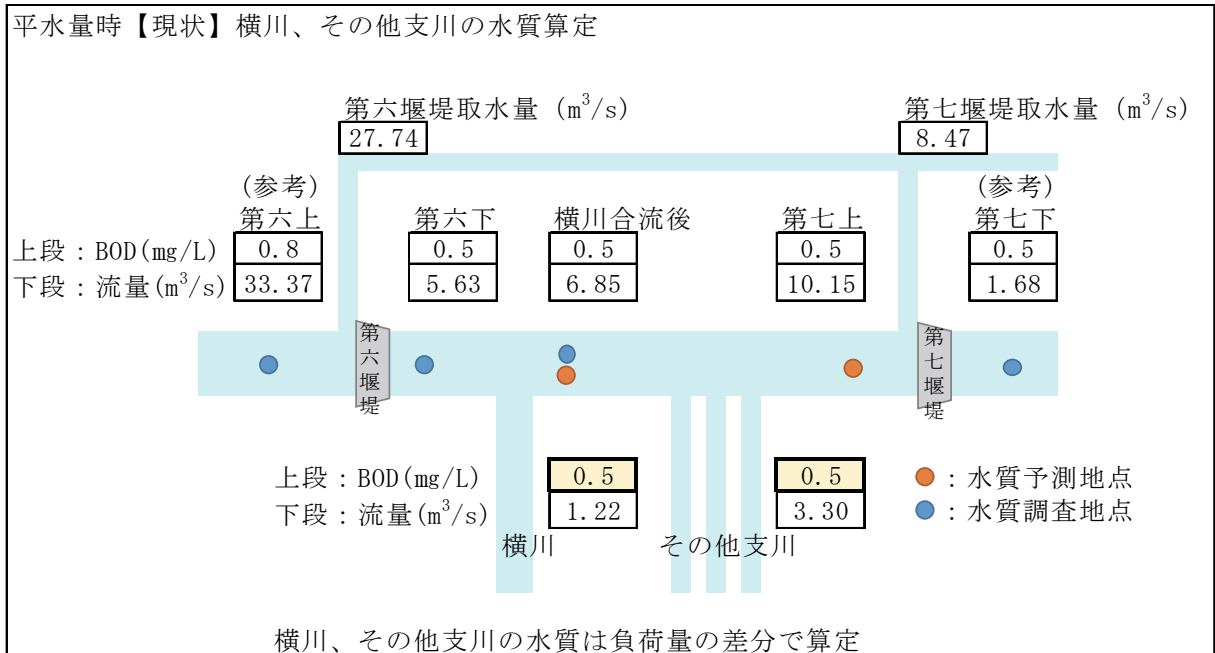 平水量時【現状】横川、その他支川の水質算定
第六堰堤取水量 (m³/s)
27.74
第七堰堤取水量 (m³/s)
8.47
(参考)
(参考)
第六上
第六下
横川合流後
第七上
第七下
上段：BOD(mg/L) 0.8 0.5 0.5 0.5 0.5
下段：流量(m³/s) 33.37 5.63 6.85 10.15 1.68
第六堰堤
第七堰堤
上段：BOD(mg/L) 0.5 0.5
下段：流量(m³/s) 1.22 3.30
：水質予測地点
：水質調査地点
横川
その他支川
横川、その他支川の水質は負荷量の差分で算定